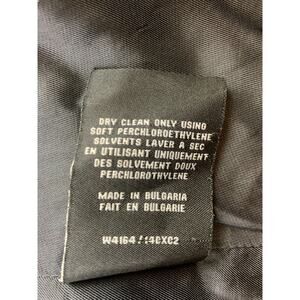 DRY CLEAN ONLY USING
SOFT PERCHLOROETHYLENE
SOLVENTS LAVER A SEC
EN UTILISANT UNIQUEMENT
DES SOLVEMENT DOUX
PERCHLOROTHYLENE
MADE IN BULGARIA
FAIT EN BULGARIE